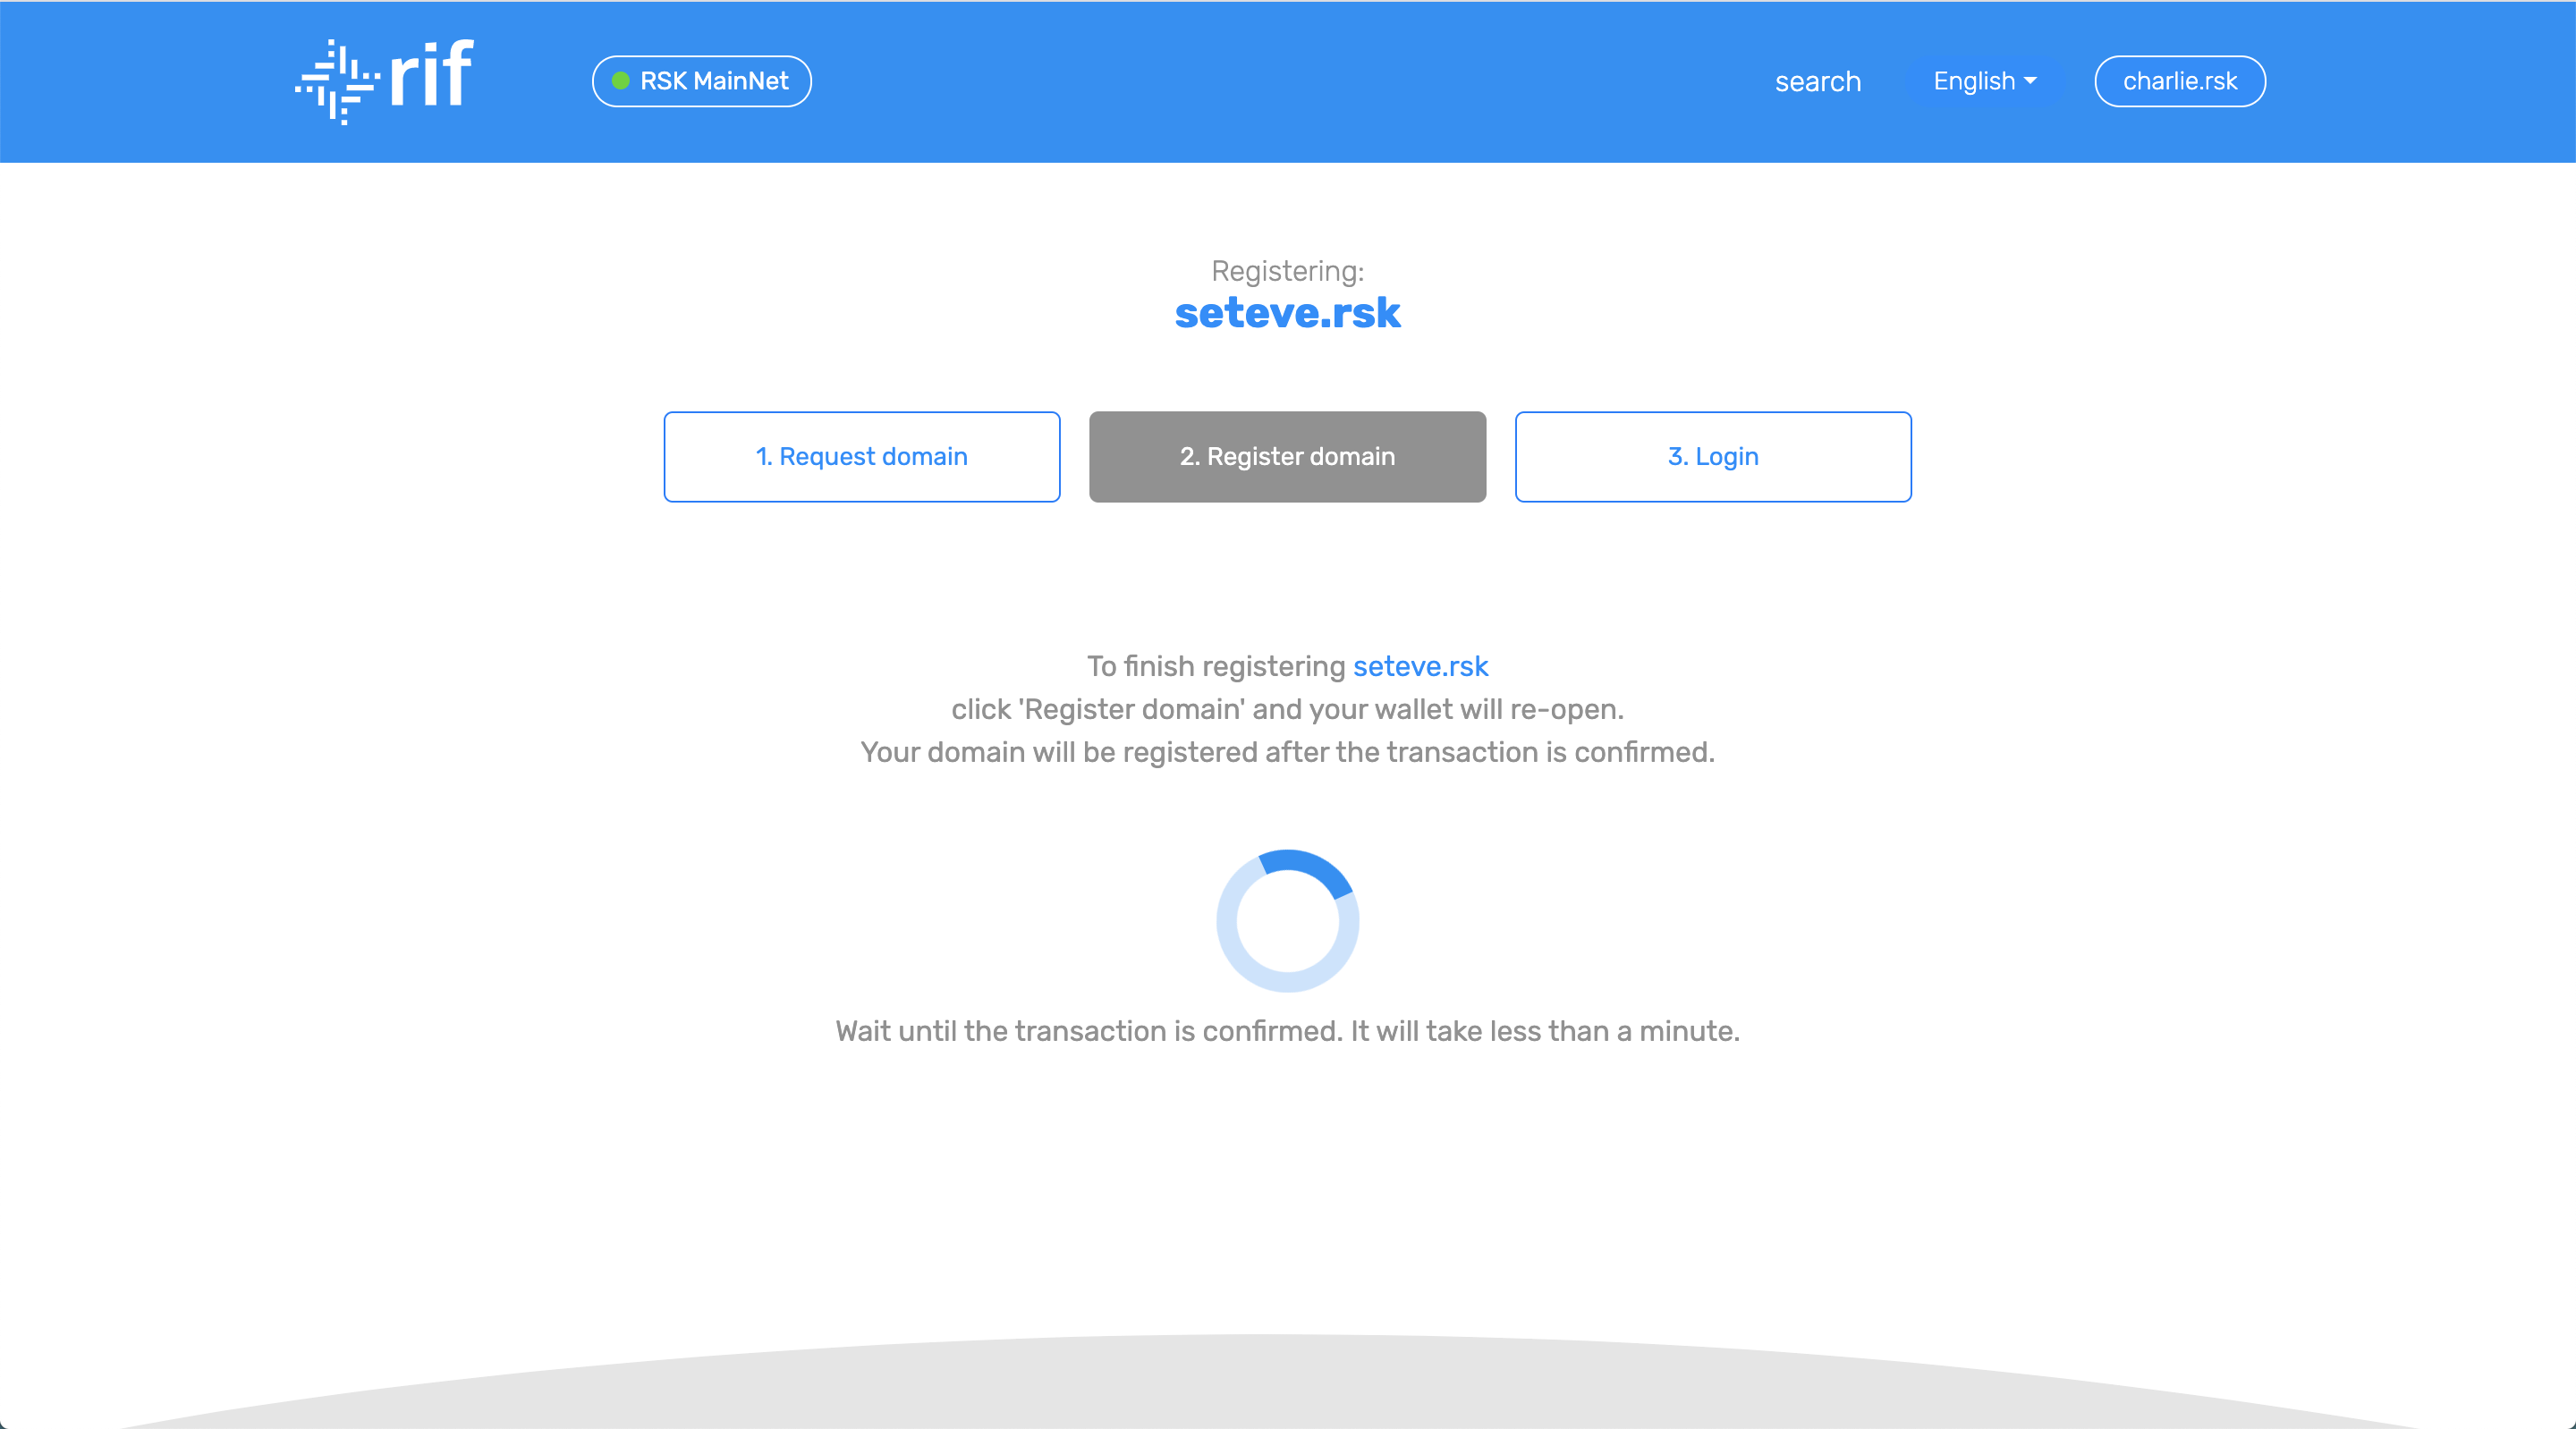 rif
RSK MainNet
search
English
charlie.rsk
Registering:
seteve.rsk
1. Request domain
2. Register domain
3. Login
To finish registering seteve.rsk
click 'Register domain' and your wallet will re-open.
Your domain will be registered after the transaction is confirmed.
Wait until the transaction is confirmed. It will take less than a minute.